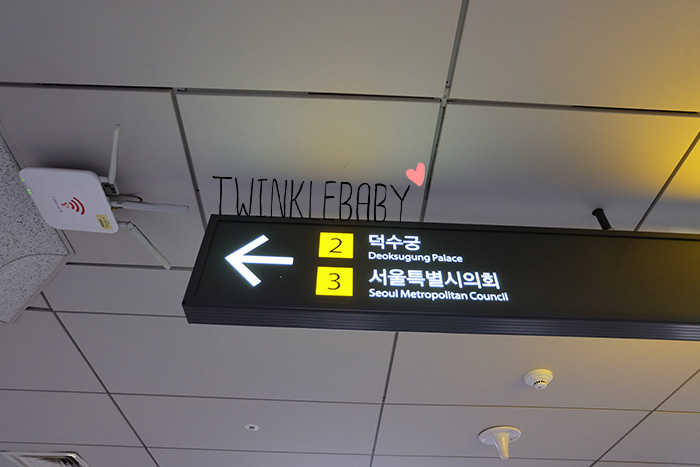 TWINKLEBABY
2 덕수궁
Deoksugung Palace
3 서울특별시의회
Seoul Metropolitan Council